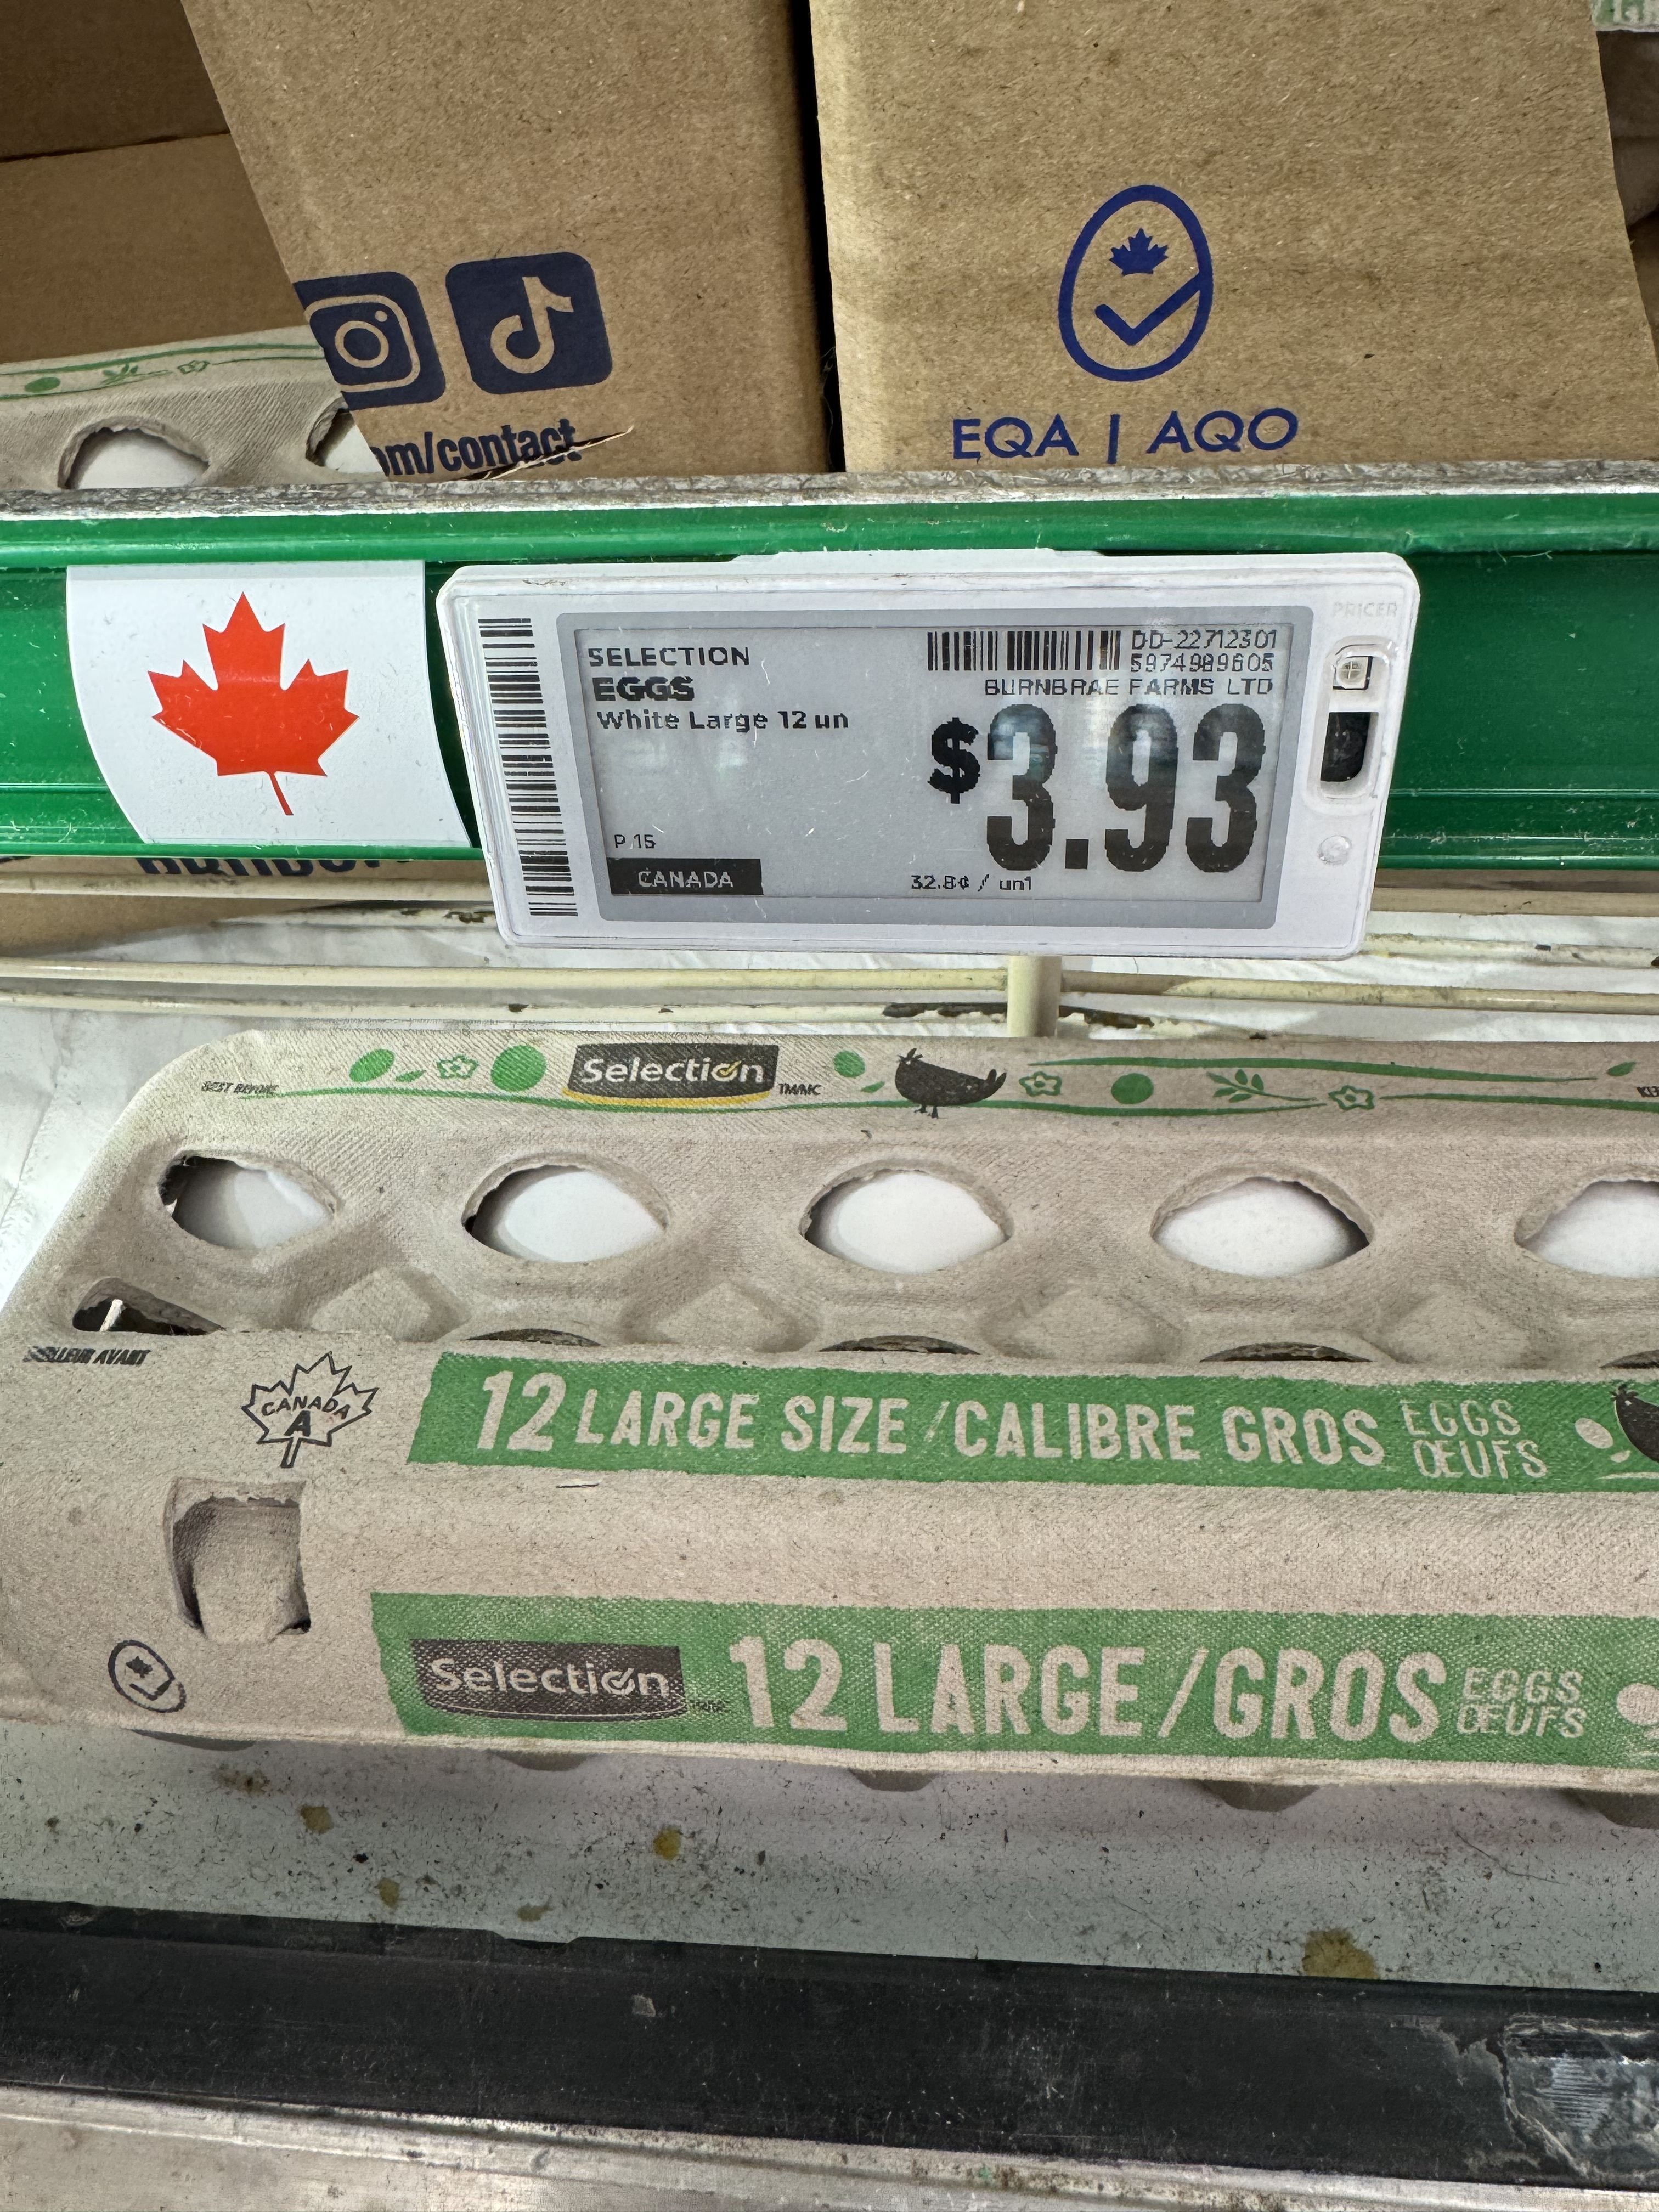 om/contact
EQA | AQO
PRICER
SELECTION
EGGS
White Large 12 un
DD-22712301
5974989605
BURNBRAE FARMS LTD
$3.93
P.15
CANADA
32.8¢ / un1
BEST BEFORE
Selection
TM/MC
MEILLEUR AVANT
CANADA
A
12 LARGE SIZE / CALIBRE GROS EGGS
ŒUFS
Selection 12 LARGE/GROS EGGS
ŒUFS